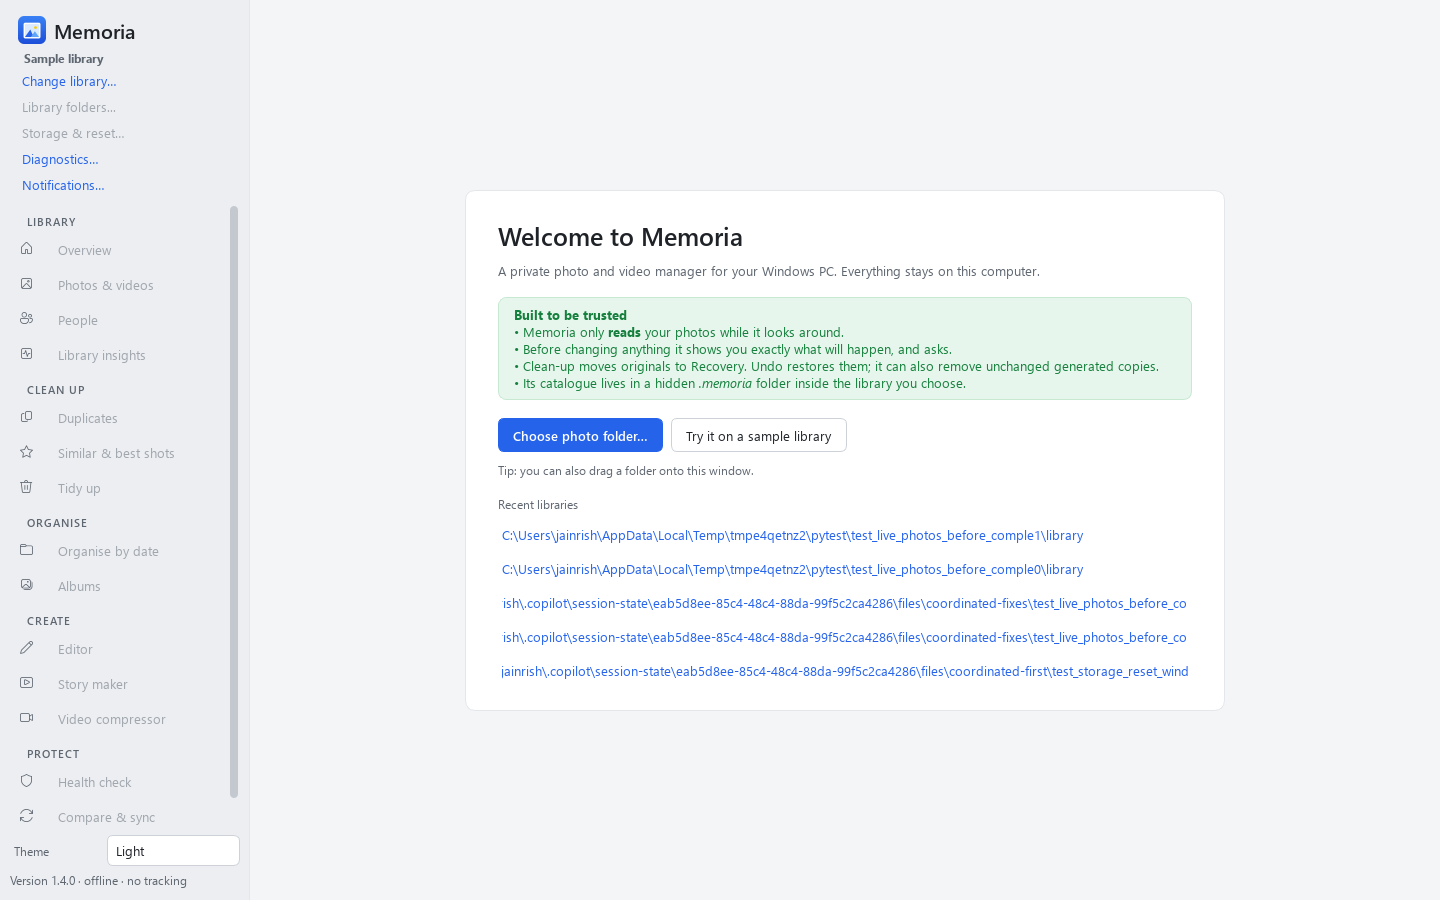 Memoria
Sample library
Change library...
Library folders...
Storage & reset...
Diagnostics...
Notifications...
LIBRARY
Overview
Photos & videos
People
Library insights
CLEAN UP
Duplicates
Similar & best shots
Tidy up
ORGANISE
Organise by date
Albums
CREATE
Editor
Story maker
Video compressor
PROTECT
Health check
Compare & sync
Theme
Light
Version 1.4.0 · offline · no tracking
Welcome to Memoria
A private photo and video manager for your Windows PC. Everything stays on this computer.
Built to be trusted
• Memoria only reads your photos while it looks around.
• Before changing anything it shows you exactly what will happen, and asks.
• Clean-up moves originals to Recovery. Undo restores them; it can also remove unchanged generated copies.
• Its catalogue lives in a hidden .memoria folder inside the library you choose.
Choose photo folder...
Try it on a sample library
Tip: you can also drag a folder onto this window.
Recent libraries
C:\Users\jainrish\AppData\Local\Temp\tmpe4qetnz2\pytest\test_live_photos_before_comple1\library
C:\Users\jainrish\AppData\Local\Temp\tmpe4qetnz2\pytest\test_live_photos_before_comple0\library
ish\.copilot\session-state\eab5d8ee-85c4-48c4-88da-99f5c2ca4286\files\coordinated-fixes\test_live_photos_before_co
ish\.copilot\session-state\eab5d8ee-85c4-48c4-88da-99f5c2ca4286\files\coordinated-fixes\test_live_photos_before_co
jainrish\.copilot\session-state\eab5d8ee-85c4-48c4-88da-99f5c2ca4286\files\coordinated-first\test_storage_reset_wind